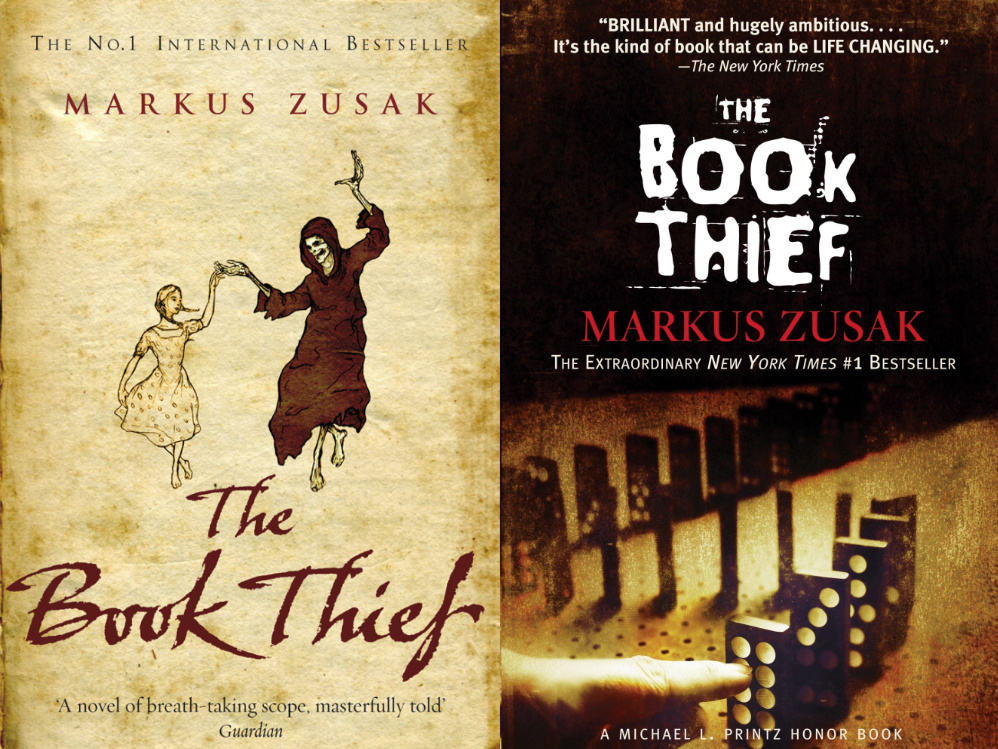 THE NO.1 INTERNATIONAL BESTSELLER
MARKUS ZUSAK
The
Book Thief
‘A novel of breath-taking scope, masterfully told’
Guardian
“BRILLIANT and hugely ambitious. . . .
It’s the kind of book that can be LIFE CHANGING.”
—The New York Times
THE
BOOK
THIEF
MARKUS ZUSAK
THE EXTRAORDINARY NEW YORK TIMES #1 BESTSELLER
A MICHAEL L. PRINTZ HONOR BOOK